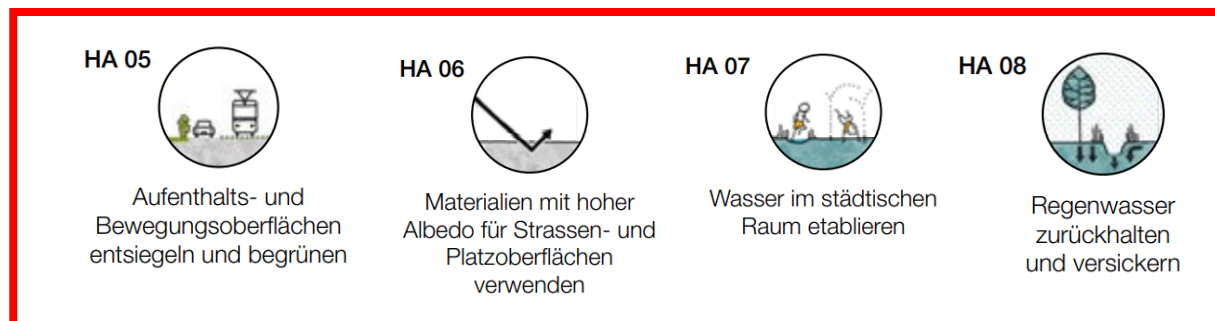 HA 05
Aufenthalts- und
Bewegungsoberflächen
entsiegeln und begrünen
HA 06
Materialien mit hoher
Albedo für Strassen- und
Platzoberflächen
verwenden
HA 07
Wasser im städtischen
Raum etablieren
HA 08
Regenwasser
zurückhalten
und versickern